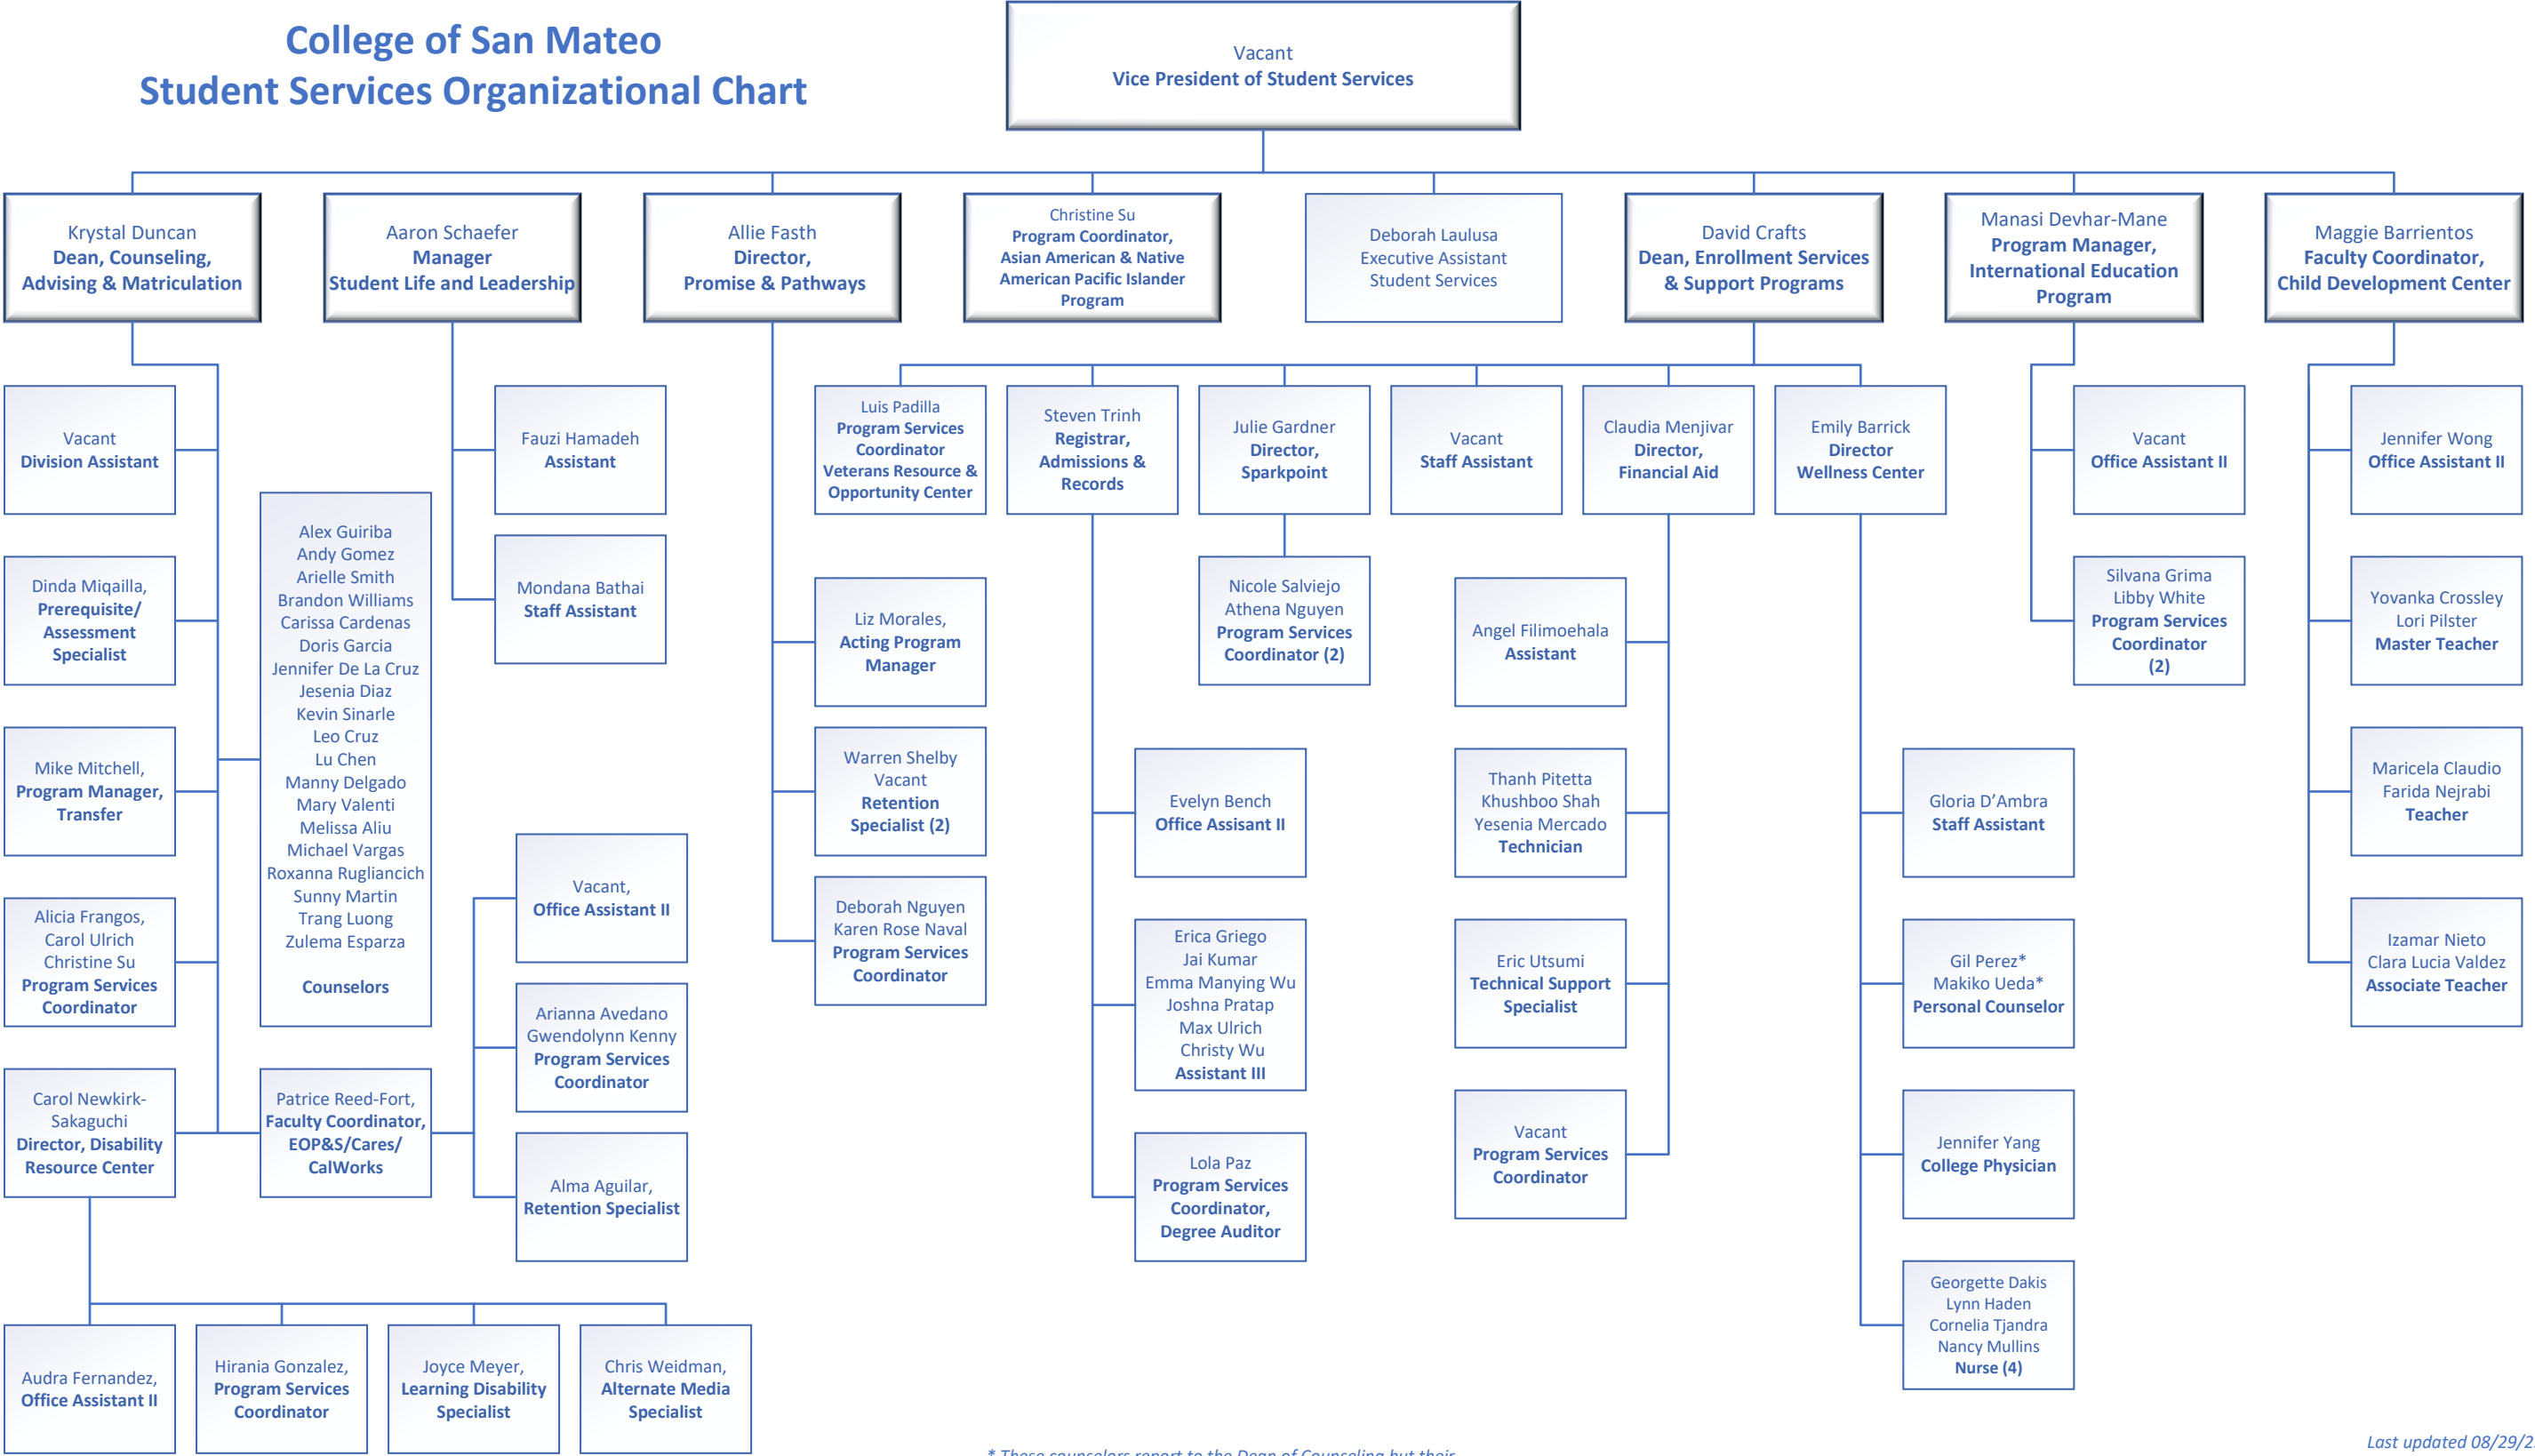 College of San Mateo
Student Services Organizational Chart
Vacant
Vice President of Student Services
Krystal Duncan
Dean, Counseling,
Advising & Matriculation
Aaron Schaefer
Manager
Student Life and Leadership
Allie Fasth
Director,
Promise & Pathways
Christine Su
Program Coordinator,
Asian American & Native
American Pacific Islander
Program
Deborah Laulusa
Executive Assistant
Student Services
David Crafts
Dean, Enrollment Services
& Support Programs
Manasi Devhar-Mane
Program Manager,
International Education
Program
Maggie Barrientos
Faculty Coordinator,
Child Development Center
Vacant
Division Assistant
Dinda Miqailla,
Prerequisite/
Assessment
Specialist
Mike Mitchell,
Program Manager,
Transfer
Alicia Frangos,
Carol Ulrich
Christine Su
Program Services
Coordinator
Carol Newkirk-
Sakaguchi
Director, Disability
Resource Center
Alex Guiriba
Andy Gomez
Arielle Smith
Brandon Williams
Carissa Cardenas
Doris Garcia
Jennifer De La Cruz
Jesenia Diaz
Kevin Sinarle
Leo Cruz
Lu Chen
Manny Delgado
Mary Valenti
Melissa Aliu
Michael Vargas
Roxanna Rugliancich
Sunny Martin
Trang Luong
Zulema Esparza
Counselors
Patrice Reed-Fort,
Faculty Coordinator,
EOP&S/Cares/
CalWorks
Vacant,
Office Assistant II
Arianna Avedano
Gwendolynn Kenny
Program Services
Coordinator
Alma Aguilar,
Retention Specialist
Audra Fernandez,
Office Assistant II
Hirania Gonzalez,
Program Services
Coordinator
Joyce Meyer,
Learning Disability
Specialist
Chris Weidman,
Alternate Media
Specialist
Fauzi Hamadeh
Assistant
Mondana Bathai
Staff Assistant
Liz Morales,
Acting Program
Manager
Warren Shelby
Vacant
Retention
Specialist (2)
Deborah Nguyen
Karen Rose Naval
Program Services
Coordinator
Luis Padilla
Program Services
Coordinator
Veterans Resource &
Opportunity Center
Steven Trinh
Registrar,
Admissions &
Records
Julie Gardner
Director,
Sparkpoint
Vacant
Staff Assistant
Claudia Menjivar
Director,
Financial Aid
Emily Barrick
Director
Wellness Center
Evelyn Bench
Office Assisant II
Erica Griego
Jai Kumar
Emma Manying Wu
Joshna Pratap
Max Ulrich
Christy Wu
Assistant III
Lola Paz
Program Services
Coordinator,
Degree Auditor
Nicole Salviejo
Athena Nguyen
Program Services
Coordinator (2)
Angel Filimoehala
Assistant
Thanh Pitetta
Khushboo Shah
Yesenia Mercado
Technician
Eric Utsumi
Technical Support
Specialist
Vacant
Program Services
Coordinator
Gloria D’Ambra
Staff Assistant
Gil Perez*
Makiko Ueda*
Personal Counselor
Jennifer Yang
College Physician
Georgette Dakis
Lynn Haden
Cornelia Tjandra
Nancy Mullins
Nurse (4)
Vacant
Office Assistant II
Silvana Grima
Libby White
Program Services
Coordinator
(2)
Jennifer Wong
Office Assistant II
Yovanka Crossley
Lori Pilster
Master Teacher
Maricela Claudio
Farida Nejrabi
Teacher
Izamar Nieto
Clara Lucia Valdez
Associate Teacher
* These counselors report to the Dean of Counseling but their
Last updated 08/29/2